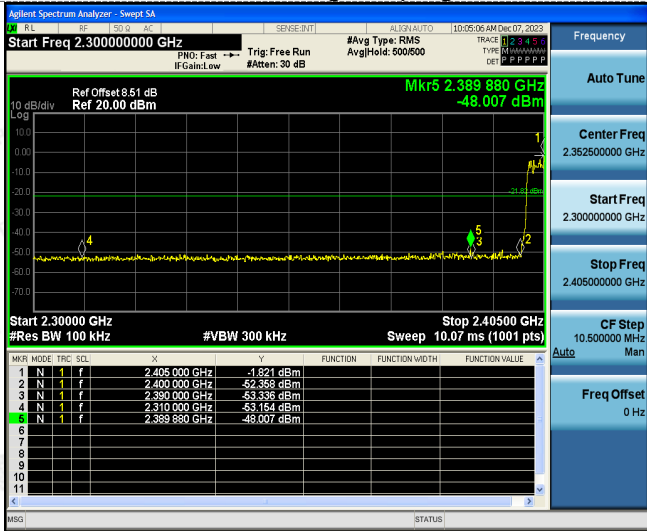 Agilent Spectrum Analyzer - Swept SA
RL RF 50 Ω AC SENSE:INT ALIGN AUTO 10:05:06 AM Dec 07, 2023
Start Freq 2.300000000 GHz
PNO: Fast
IFGain:Low
Trig: Free Run
#Atten: 30 dB
#Avg Type: RMS
Avg|Hold: 500/500
TRACE 1 2 3 4 5 6
TYPE M
DET P P P P P P
Ref Offset 8.51 dB
10 dB/div Ref 20.00 dBm
Log
Mkr5 2.389 880 GHz
-48.007 dBm
10.0
0.00
-10.0
-20.0
-30.0
-40.0
-50.0
-60.0
-70.0
1
-21.82 dBm
4
5
3
2
Start 2.30000 GHz Stop 2.40500 GHz
#Res BW 100 kHz #VBW 300 kHz Sweep 10.07 ms (1001 pts)
MKR MODE TRC SCL X Y FUNCTION FUNCTION WIDTH FUNCTION VALUE
1 N 1 f 2.405 000 GHz -1.821 dBm
2 N 1 f 2.400 000 GHz -52.358 dBm
3 N 1 f 2.390 000 GHz -53.336 dBm
4 N 1 f 2.310 000 GHz -53.154 dBm
5 N 1 f 2.389 880 GHz -48.007 dBm
6
7
8
9
10
11
MSG STATUS
Frequency
Auto Tune
Center Freq
2.352500000 GHz
Start Freq
2.300000000 GHz
Stop Freq
2.405000000 GHz
CF Step
10.500000 MHz
Auto Man
Freq Offset
0 Hz